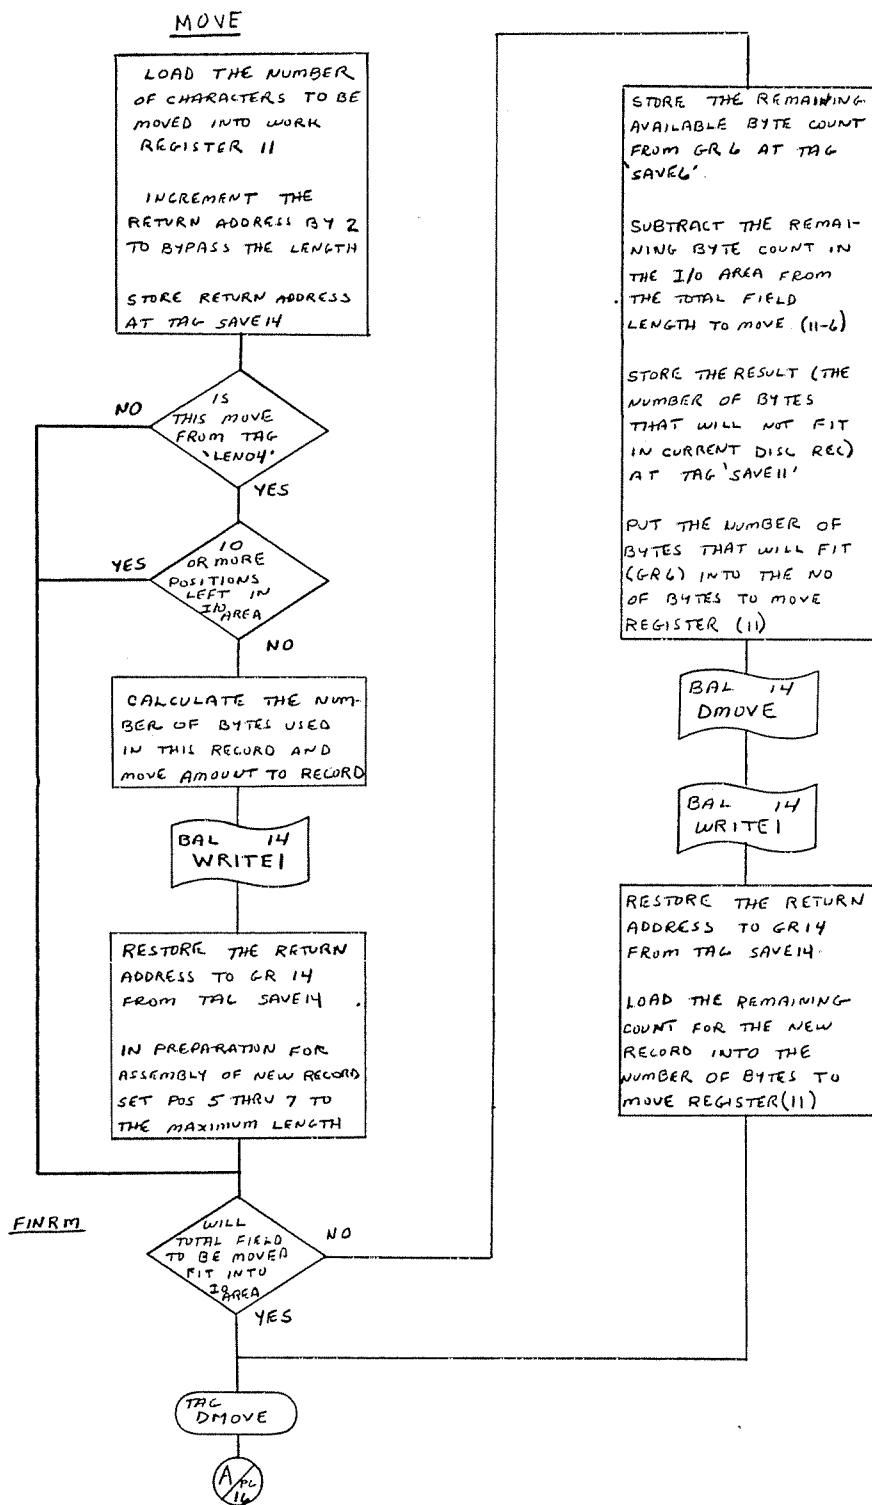 MOVE
LOAD THE NUMBER
OF CHARACTERS TO BE
MOVED INTO WORK
REGISTER 11
INCREMENT THE
RETURN ADDRESS BY 2
TO BYPASS THE LENGTH
STORE RETURN ADDRESS
AT TAG SAVE14
IS
THIS MOVE
FROM TAG
'LEN04'
NO
YES
10
OR MORE
POSITIONS
LEFT IN
I/O
AREA
YES
NO
CALCULATE THE NUM-
BER OF BYTES USED
IN THIS RECORD AND
MOVE AMOUNT TO RECORD
BAL 14
WRITE1
RESTORE THE RETURN
ADDRESS TO GR 14
FROM TAG SAVE14.
IN PREPARATION FOR
ASSEMBLY OF NEW RECORD
SET POS 5 THRU 7 TO
THE MAXIMUM LENGTH
FINRM
WILL
TOTAL FIELD
TO BE MOVED
FIT INTO
IO AREA
NO
YES
TAG
DMOVE
A PG
16
STORE THE REMAINING
AVAILABLE BYTE COUNT
FROM GR6 AT TAG
'SAVE6'.
SUBTRACT THE REMAI-
NING BYTE COUNT IN
THE I/O AREA FROM
THE TOTAL FIELD
LENGTH TO MOVE (11-6)
STORE THE RESULT (THE
NUMBER OF BYTES
THAT WILL NOT FIT
IN CURRENT DISC REC)
AT TAG 'SAVE11'
PUT THE NUMBER OF
BYTES THAT WILL FIT
(GR6) INTO THE NO
OF BYTES TO MOVE
REGISTER (11)
BAL 14
DMOVE
BAL 14
WRITE1
RESTORE THE RETURN
ADDRESS TO GR14
FROM TAG SAVE14.
LOAD THE REMAINING
COUNT FOR THE NEW
RECORD INTO THE
NUMBER OF BYTES TO
MOVE REGISTER(11)